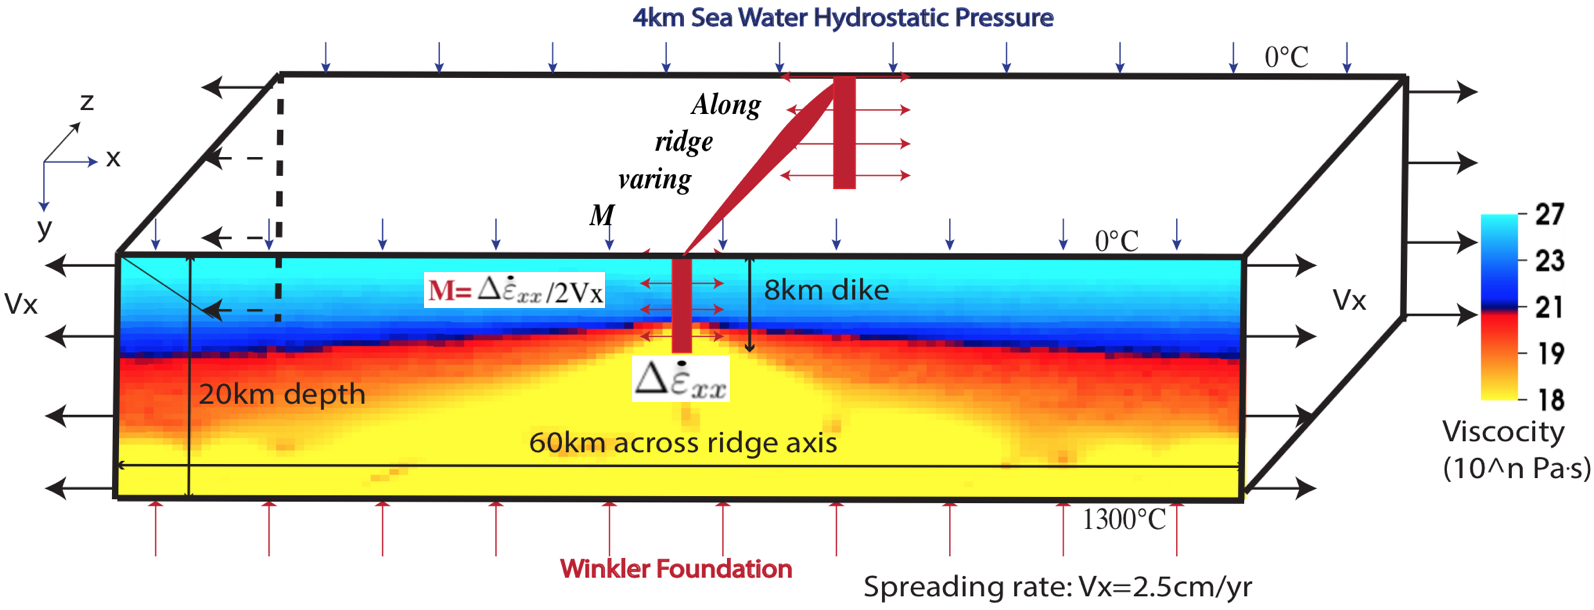 4km Sea Water Hydrostatic Pressure
0°C
z
x
y
Along
ridge
varing
M
0°C
27
23
21
19
18
Vx
M= Δε̇xx/2Vx
8km dike
Vx
Δε̇xx
20km depth
60km across ridge axis
Viscocity
(10^n Pa·s)
1300°C
Winkler Foundation
Spreading rate: Vx=2.5cm/yr